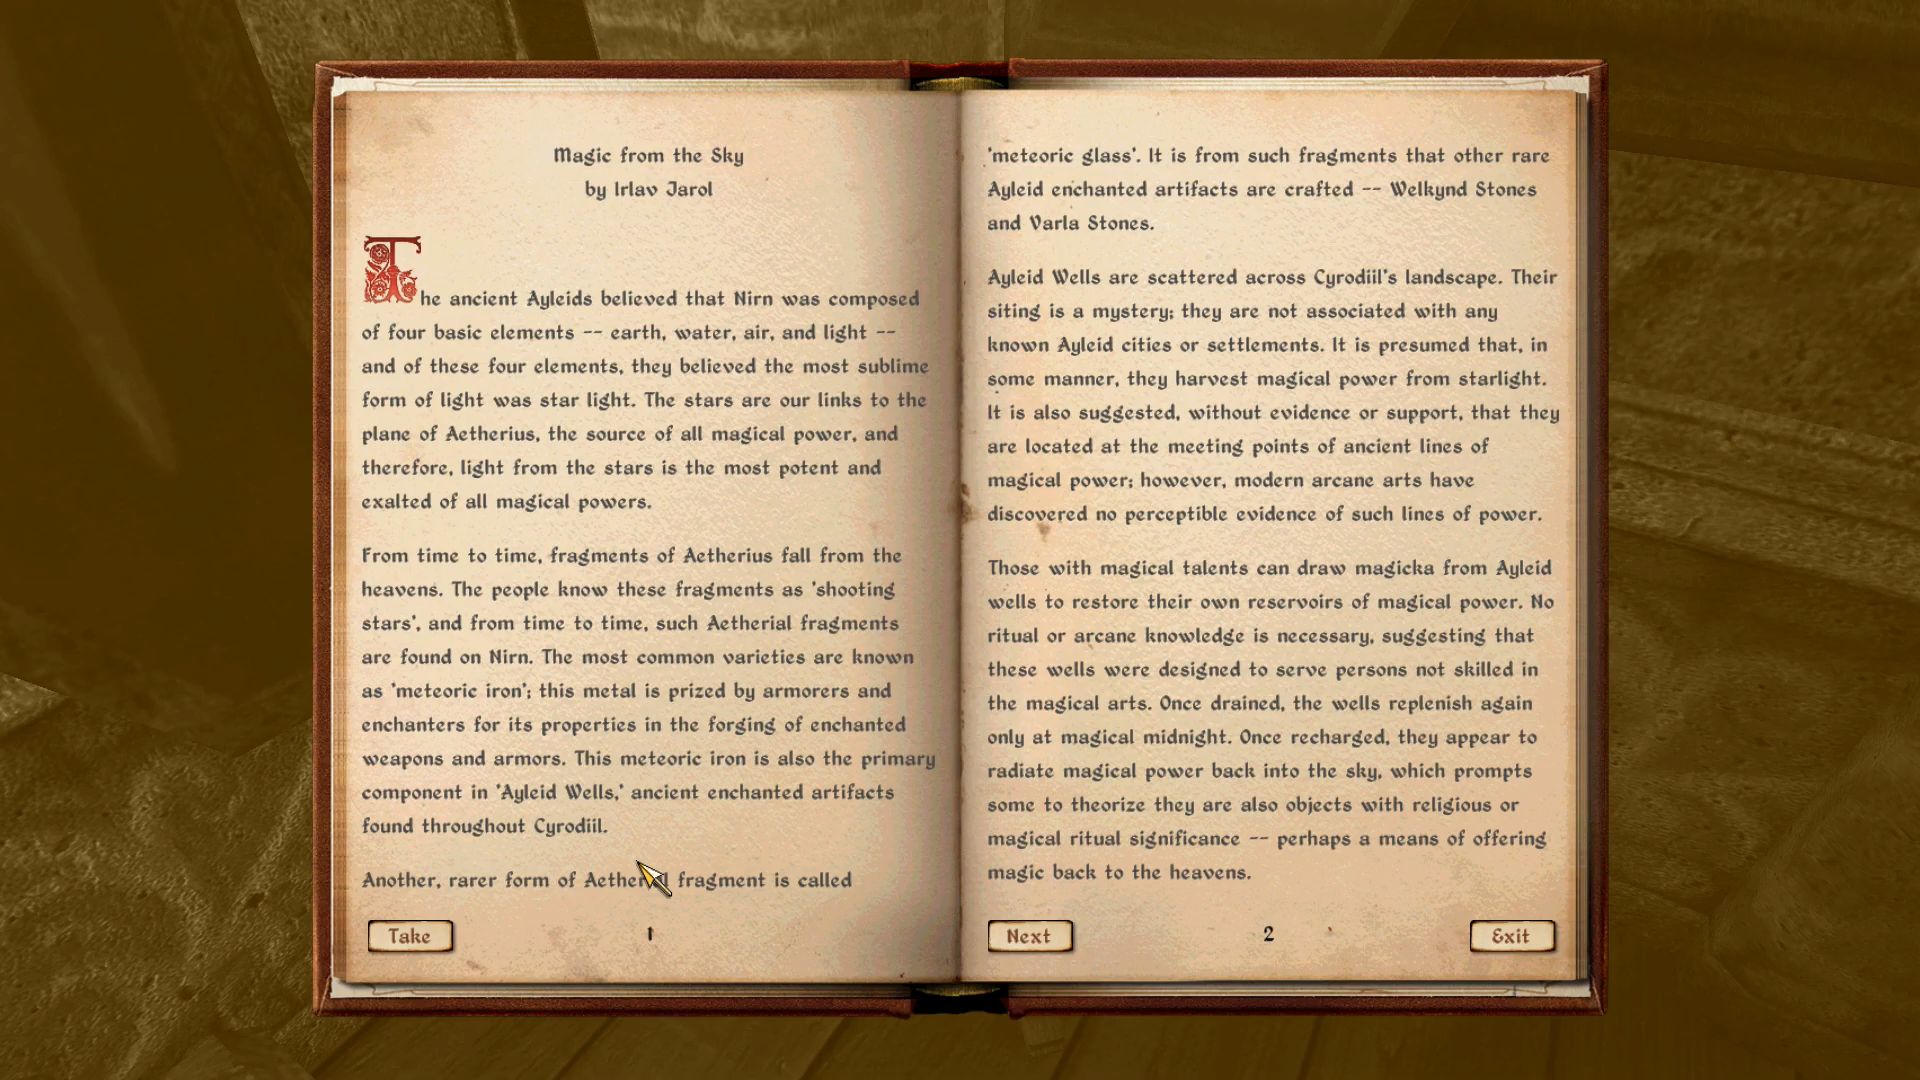 Magic from the Sky
by Irlav Jarol
The ancient Ayleids believed that Nirn was composed
of four basic elements -- earth, water, air, and light --
and of these four elements, they believed the most sublime
form of light was star light. The stars are our links to the
plane of Aetherius, the source of all magical power, and
therefore, light from the stars is the most potent and
exalted of all magical powers.
From time to time, fragments of Aetherius fall from the
heavens. The people know these fragments as 'shooting
stars', and from time to time, such Aetherial fragments
are found on Nirn. The most common varieties are known
as 'meteoric iron'; this metal is prized by armorers and
enchanters for its properties in the forging of enchanted
weapons and armors. This meteoric iron is also the primary
component in 'Ayleid Wells,' ancient enchanted artifacts
found throughout Cyrodiil.
Another, rarer form of Aetherial fragment is called
Take
1
'meteoric glass'. It is from such fragments that other rare
Ayleid enchanted artifacts are crafted -- Welkynd Stones
and Varla Stones.
Ayleid Wells are scattered across Cyrodiil's landscape. Their
siting is a mystery; they are not associated with any
known Ayleid cities or settlements. It is presumed that, in
some manner, they harvest magical power from starlight.
It is also suggested, without evidence or support, that they
are located at the meeting points of ancient lines of
magical power; however, modern arcane arts have
discovered no perceptible evidence of such lines of power.
Those with magical talents can draw magicka from Ayleid
wells to restore their own reservoirs of magical power. No
ritual or arcane knowledge is necessary, suggesting that
these wells were designed to serve persons not skilled in
the magical arts. Once drained, the wells replenish again
only at magical midnight. Once recharged, they appear to
radiate magical power back into the sky, which prompts
some to theorize they are also objects with religious or
magical ritual significance -- perhaps a means of offering
magic back to the heavens.
Next
2
Exit